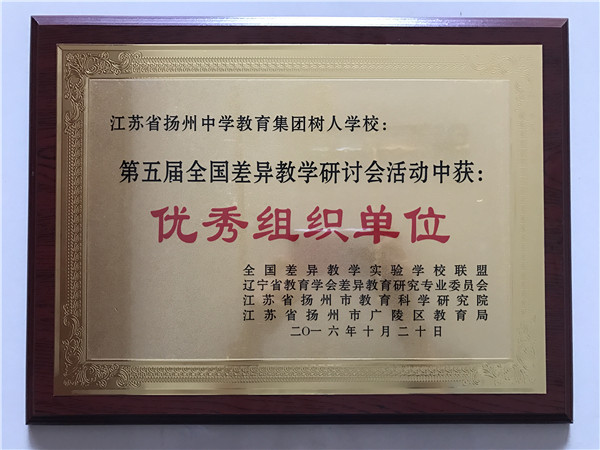 江苏省扬州中学教育集团树人学校：
第五届全国差异教学研讨会活动中获：
优秀组织单位
全国差异教学实验学校联盟
辽宁省教育学会差异教育研究专业委员会
江苏省扬州市教育科学研究院
江苏省扬州市广陵区教育局
二〇一六年十月二十日